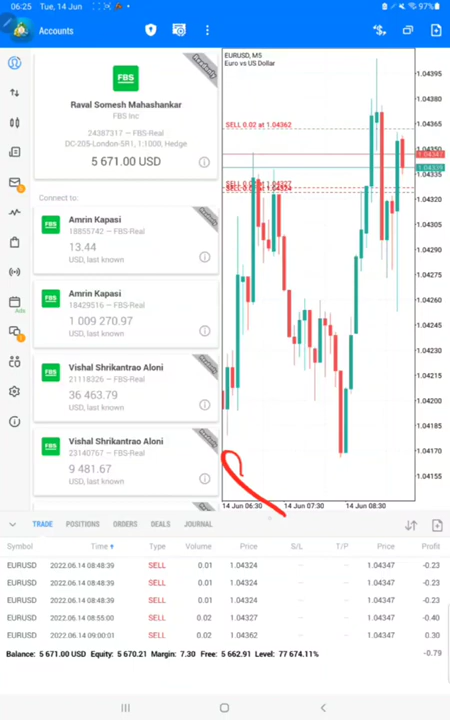 06:25 Tue, 14 Jun
97%
Accounts
FBS
Raval Somesh Mahashankar
FBS Inc
24387317 — FBS-Real
DC-205-London-5R1, 1:1000, Hedge
5 671.00 USD
Connect to:
FBS
Amrin Kapasi
18855742 — FBS-Real
13.44
USD, last known
FBS
Amrin Kapasi
18429516 — FBS-Real
1 009 270.97
USD, last known
FBS
Vishal Shrikantrao Aloni
21118326 — FBS-Real
36 463.79
USD, last known
FBS
Vishal Shrikantrao Aloni
23140767 — FBS-Real
9 481.67
USD, last known
Ads
EURUSD, M5
Euro vs US Dollar
SELL 0.02 at 1.04362
1.04395
1.04380
1.04365
1.04350
1.04347
1.04339
1.04335
1.04320
1.04305
1.04290
1.04275
1.04260
1.04245
1.04230
1.04215
1.04200
1.04185
1.04170
1.04155
14 Jun 06:30 14 Jun 07:30 14 Jun 08:30
TRADE POSITIONS ORDERS DEALS JOURNAL
Symbol Time Type Volume Price S/L T/P Price Profit
EURUSD 2022.06.14 08:48:39 SELL 0.01 1.04324 — — 1.04347 -0.23
EURUSD 2022.06.14 08:48:39 SELL 0.01 1.04324 — — 1.04347 -0.23
EURUSD 2022.06.14 08:48:39 SELL 0.01 1.04324 — — 1.04347 -0.23
EURUSD 2022.06.14 08:55:00 SELL 0.02 1.04327 — — 1.04347 -0.40
EURUSD 2022.06.14 09:00:01 SELL 0.02 1.04362 — — 1.04347 0.30
Balance: 5 671.00 USD Equity: 5 670.21 Margin: 7.30 Free: 5 662.91 Level: 77 674.11% -0.79